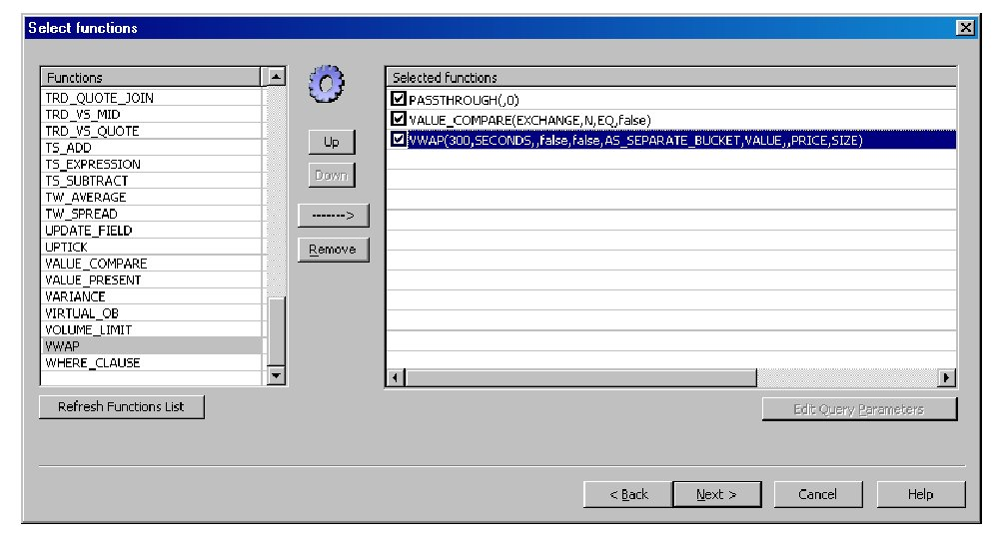 Select functions
Functions
TRD_QUOTE_JOIN
TRD_VS_MID
TRD_VS_QUOTE
TS_ADD
TS_EXPRESSION
TS_SUBTRACT
TW_AVERAGE
TW_SPREAD
UPDATE_FIELD
UPTICK
VALUE_COMPARE
VALUE_PRESENT
VARIANCE
VIRTUAL_OB
VOLUME_LIMIT
VWAP
WHERE_CLAUSE
Refresh Functions List
Up
Down
------->
Remove
Selected functions
PASSTHROUGH(,0)
VALUE_COMPARE(EXCHANGE,N,EQ,false)
VWAP(300,SECONDS,,false,false,AS_SEPARATE_BUCKET,VALUE,,PRICE,SIZE)
Edit Query Parameters
< Back
Next >
Cancel
Help